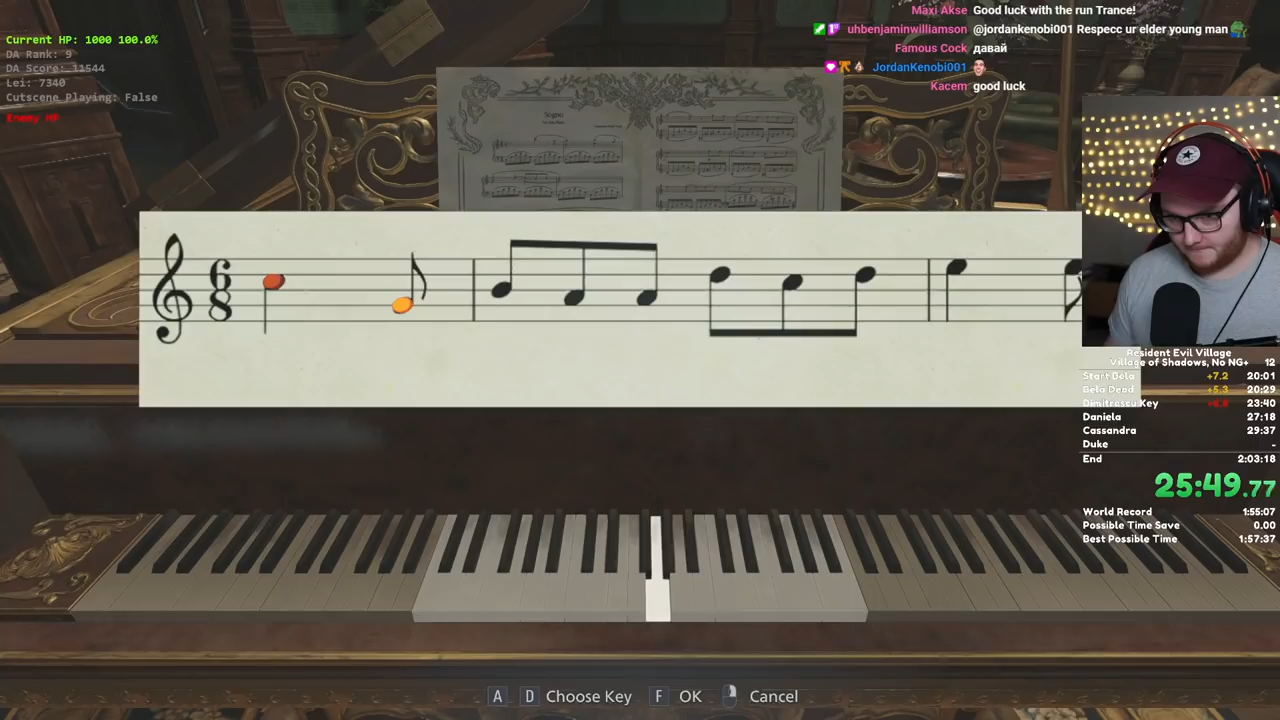 Current HP: 1000 100.0%
DA Rank: 9
DA Score: 11544
Lei: 7340
Cutscene Playing: False
Enemy HP
Maxi Akse Good luck with the run Trance!
uhbenjaminwilliamson @jordankenobi001 Respecc ur elder young man
Famous Cock давай
JordanKenobi001
Kacem good luck
Sogno
6
8
Resident Evil Village
Village of Shadows, No NG+ 12
Start Bela +7.2 20:01
Bela Dead +5.3 20:29
Dimitrescu Key 23:40
Daniela 27:18
Cassandra 29:37
Duke -
End 2:03:18
25:49.77
World Record 1:55:07
Possible Time Save 0.00
Best Possible Time 1:57:37
A D Choose Key F OK Cancel